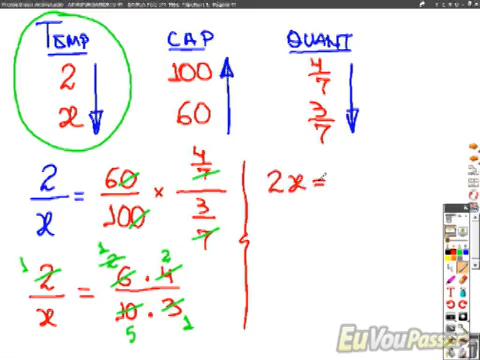 TEMP CAP QUANT
2 100 4/7
x 60 3/7
2/x = 60/100 × (4/7)/(3/7)
2x =
1 1 2 2
2/x = 6 · 4/10 · 3
5 1
EuVouPassar